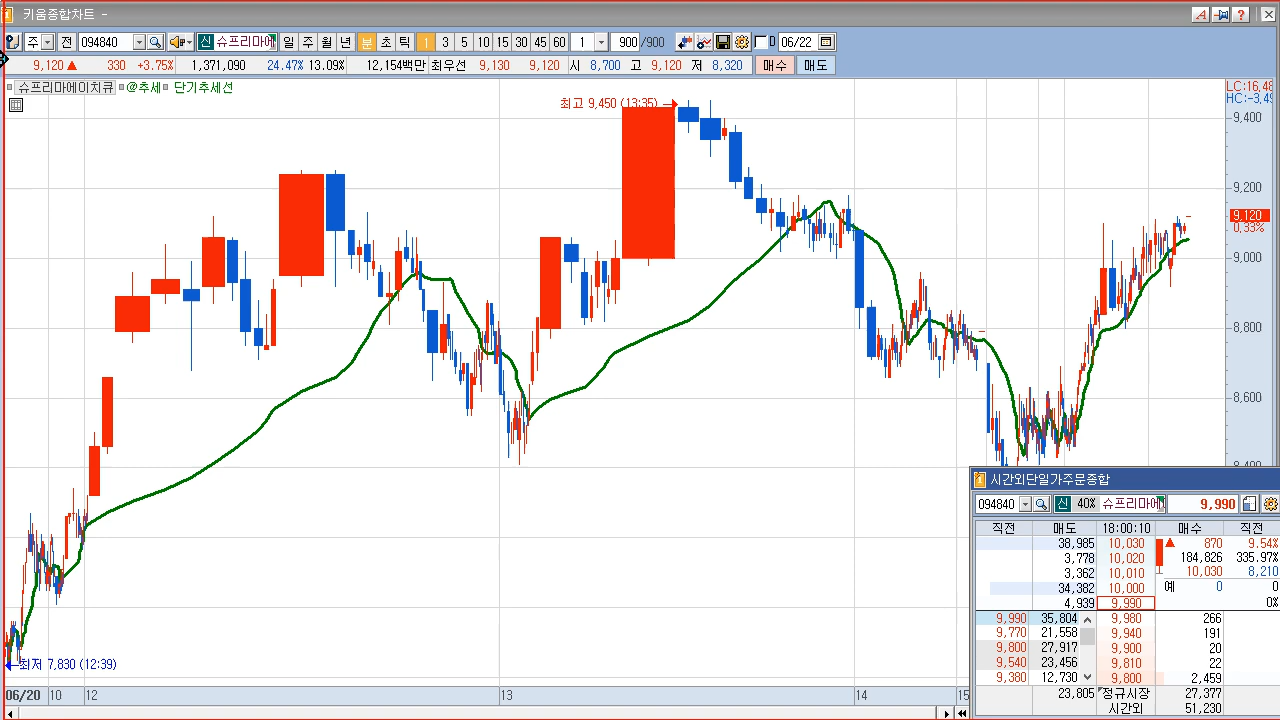 키움종합차트
주 전 094840 신 슈프리마에 일 주 월 년 분 초 틱 1 3 5 10 15 30 45 60 1 900 /900 D 06/22
9,120 ▲ 330 +3.75% 1,371,090 24.47% 13.09% 12,154백만 최우선 9,130 9,120 시 8,700 고 9,120 저 8,320 매수 매도
슈프리마에이치큐 @추세 단기추세선
LC:16,48
HC:-3,49
최고 9,450 (13:35)
9,400
9,200
9,120
0.33%
9,000
8,800
8,600
8,400
최저 7,830 (12:39)
06/20 10 12 13 14 15
시간외단일가주문종합
094840 신 40% 슈프리마에 9,990
직전 매도 18:00:10 매수 직전
38,985 10,030 ▲ 870 9.54%
3,778 10,020 184,826 335.97%
3,362 10,010 10,030 8,210
34,382 10,000 예 0 0
4,939 9,990 0%
9,990 35,804 9,980 266
9,770 21,558 9,940 191
9,800 27,917 9,900 20
9,540 23,456 9,810 22
9,380 12,730 9,800 2,459
23,805 정규시장 27,377
시간외 51,230